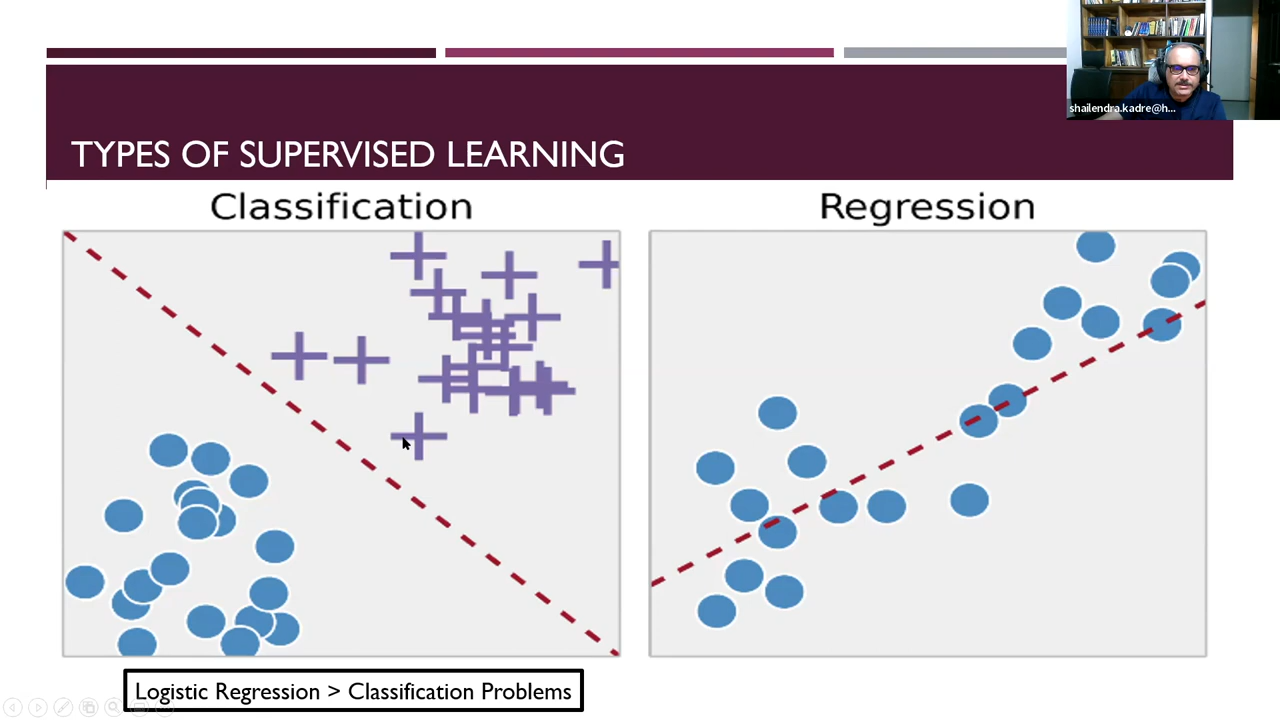 shailendra.kadre@h...
TYPES OF SUPERVISED LEARNING
Classification
Regression
Logistic Regression > Classification Problems